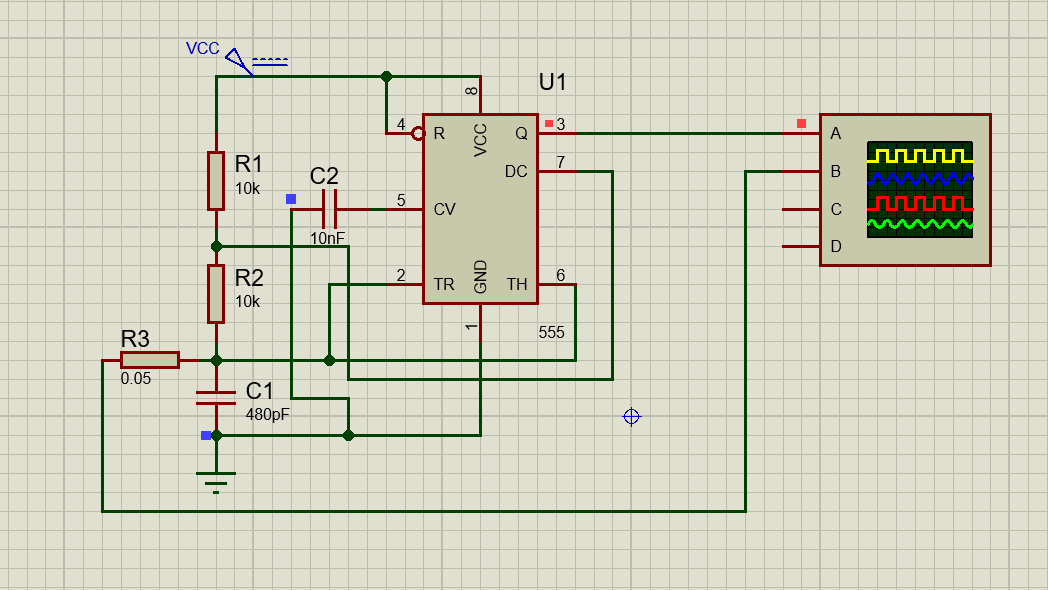 VCC
U1
8
4
R
VCC
Q
3
A
R1
10k
C2
DC
7
B
5
CV
C
10nF
D
R2
10k
2
TR
GND
TH
6
1
555
R3
0.05
C1
480pF